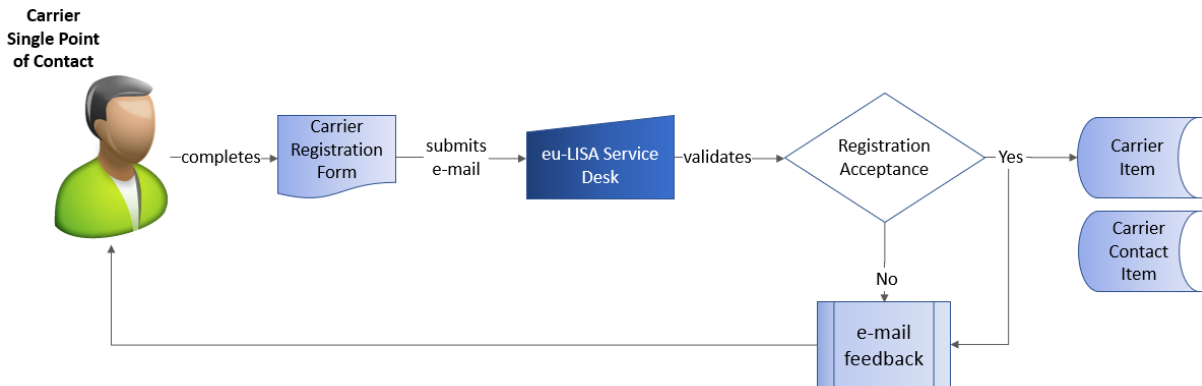 Carrier
Single Point
of Contact
completes
Carrier
Registration
Form
submits
e-mail
eu-LISA Service
Desk
validates
Registration
Acceptance
Yes
Carrier
Item
Carrier
Contact
Item
No
e-mail
feedback